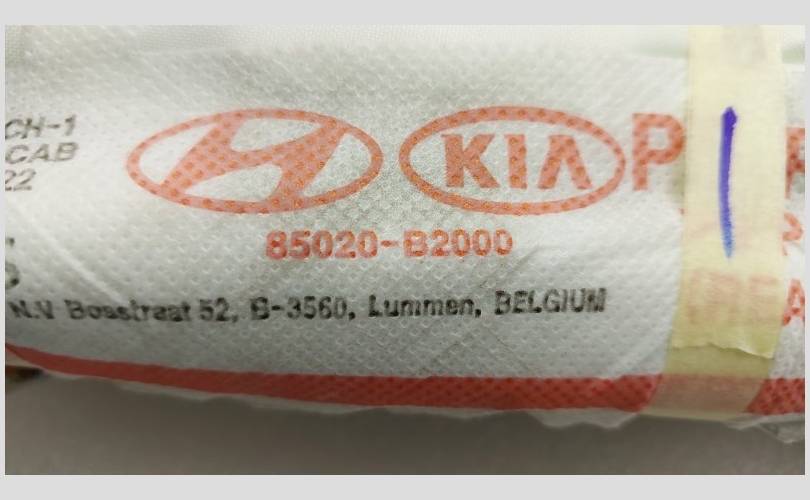 CH-1
CAB
22
KIA P
85020-B2000
N.V Bosstraat 52, B-3560, Lummen, BELGIUM